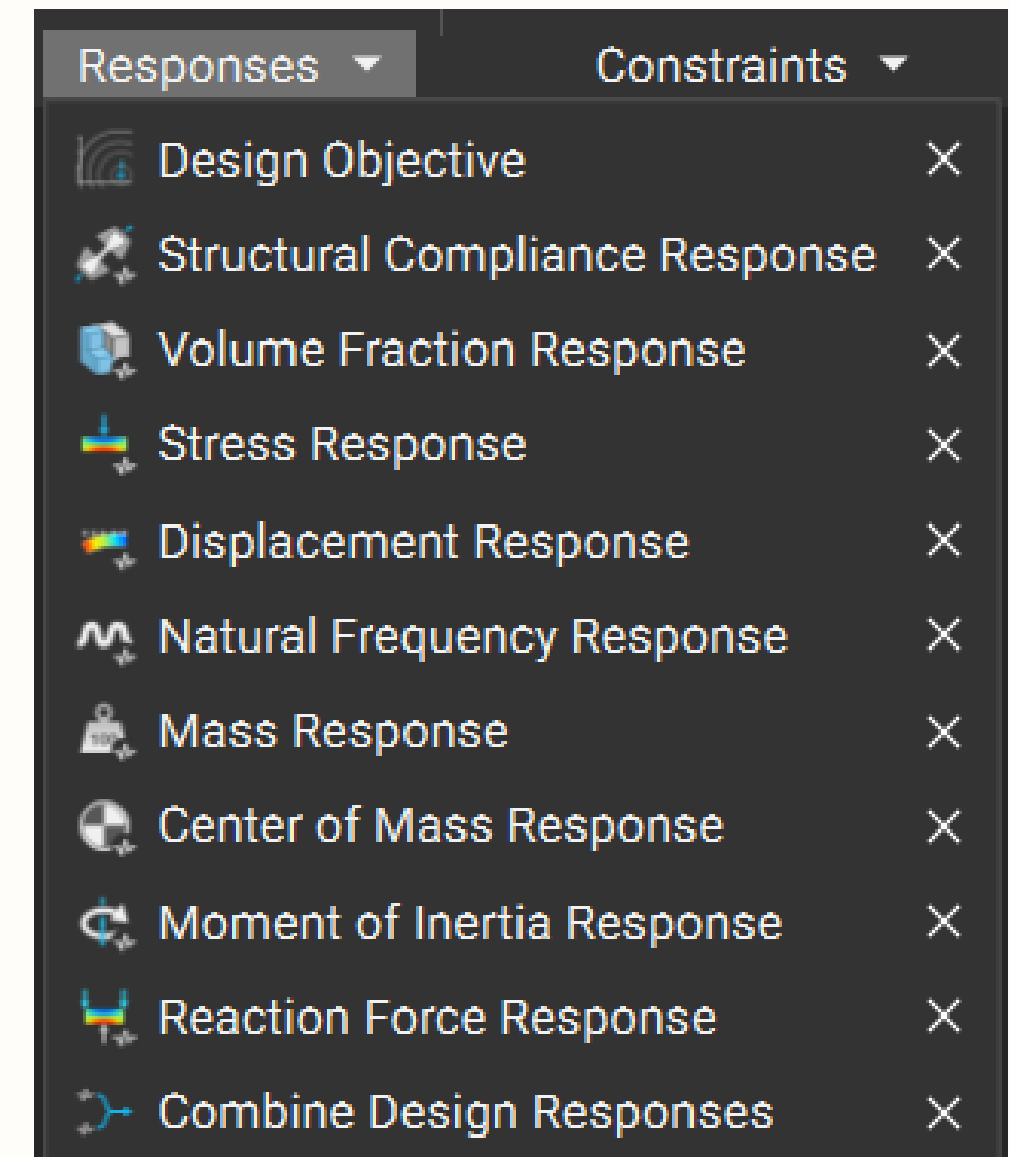 Responses Constraints
Design Objective
Structural Compliance Response
Volume Fraction Response
Stress Response
Displacement Response
Natural Frequency Response
Mass Response
Center of Mass Response
Moment of Inertia Response
Reaction Force Response
Combine Design Responses